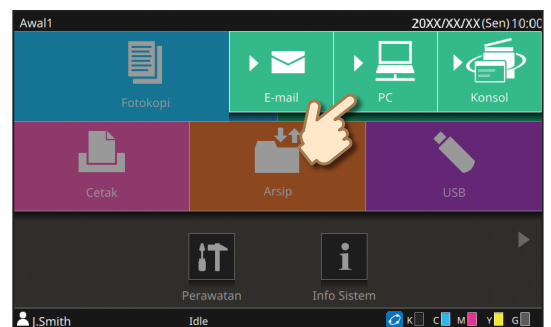 Awal1 20XX/XX/XX(Sen)10:00
Fotokopi E-mail PC Konsol
Cetak Arsip USB
Perawatan Info Sistem
J.Smith Idle K C M Y G